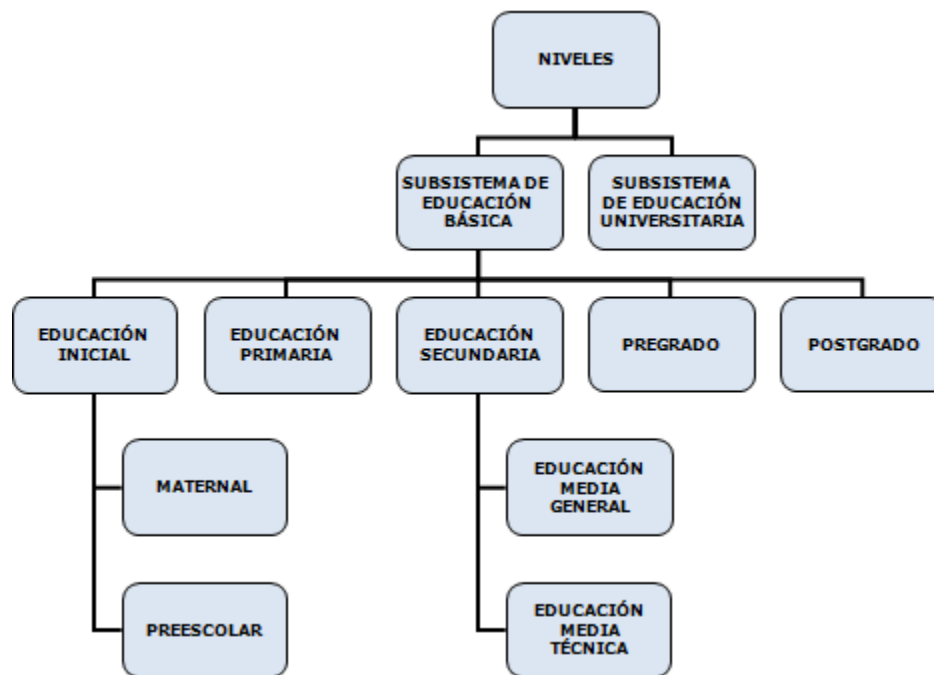 NIVELES
SUBSISTEMA DE
EDUCACIÓN
BÁSICA
SUBSISTEMA
DE EDUCACIÓN
UNIVERSITARIA
EDUCACIÓN
INICIAL
EDUCACIÓN
PRIMARIA
EDUCACIÓN
SECUNDARIA
PREGRADO
POSTGRADO
MATERNAL
EDUCACIÓN
MEDIA
GENERAL
PREESCOLAR
EDUCACIÓN
MEDIA
TÉCNICA